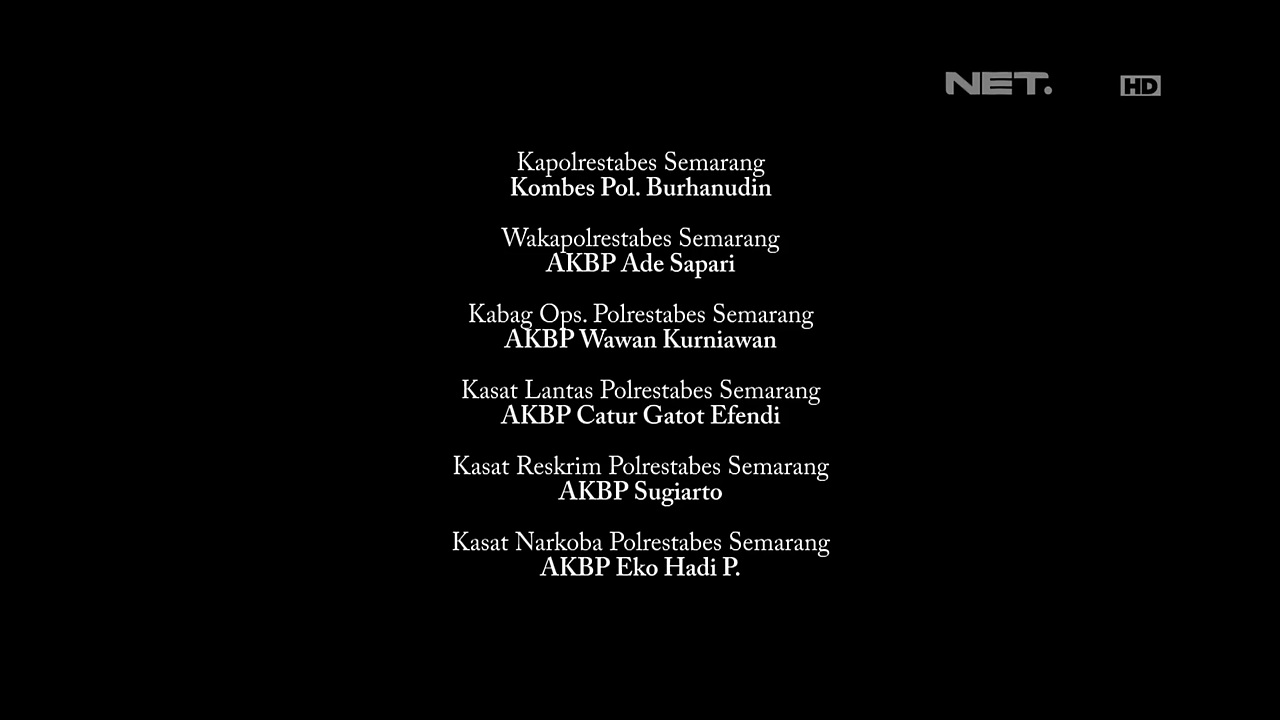 NET. HD
Kapolrestabes Semarang
Kombes Pol. Burhanudin
Wakapolrestabes Semarang
AKBP Ade Sapari
Kabag Ops. Polrestabes Semarang
AKBP Wawan Kurniawan
Kasat Lantas Polrestabes Semarang
AKBP Catur Gatot Efendi
Kasat Reskrim Polrestabes Semarang
AKBP Sugiarto
Kasat Narkoba Polrestabes Semarang
AKBP Eko Hadi P.